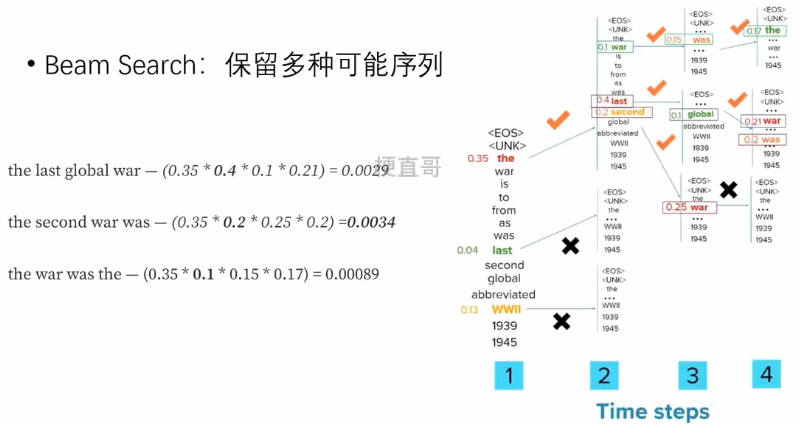 • Beam Search：保留多种可能序列
the last global war — (0.35 * 0.4 * 0.1 * 0.21) = 0.0029
梗直哥
the second war was — (0.35 * 0.2 * 0.25 * 0.2) =0.0034
the war was the — (0.35 * 0.1 * 0.15 * 0.17) = 0.00089
<EOS>
<UNK>
0.35 the
war
is
to
from
as
was
0.04 last
second
global
abbreviated
0.13 WWII
1939
1945
<EOS>
<UNK>
the
0.1 war
is
to
from
as
was
0.4 last
0.2 second
global
abbreviated
WWII
1939
1945
<EOS>
<UNK>
the
...
WWII
1939
1945
<EOS>
<UNK>
the
...
WWII
1939
1945
<EOS>
<UNK>
...
0.15 was
...
1939
1945
<EOS>
...
0.1 global
abbreviated
WWII
1939
1945
<EOS>
<UNK>
the
0.25 war
...
1939
1945
<EOS>
<UNK>
0.17 the
...
war
...
1945
<EOS>
<UNK>
...
0.21 war
...
0.2 was
...
1939
1945
<EOS>
<UNK>
the
...
WWII
1939
1945
1
2
3
4
Time steps